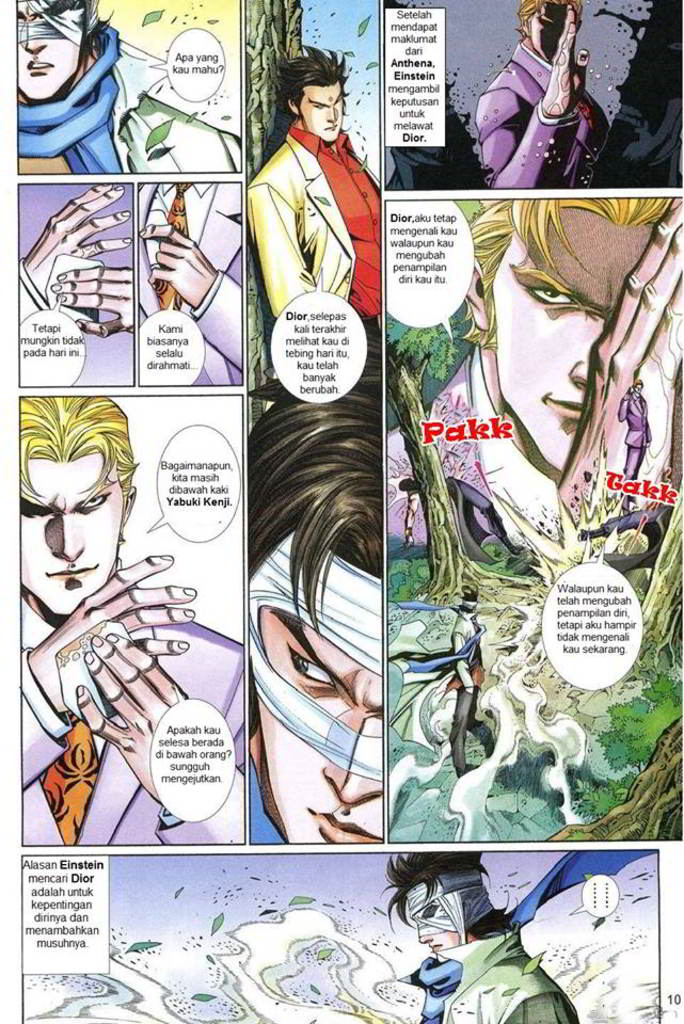 Setelah
mendapat
maklumat
dari
Anthena,
Einstein
mengambil
keputusan
untuk
melawat
Dior.
Dior,aku tetap
mengenali kau
walaupun kau
mengubah
penampilan
diri kau itu.
Pakk
Takk
Walaupun kau
telah mengubah
penampilan diri,
tetapi aku hampir
tidak mengenali
kau sekarang.
Dior,selepas
kali terakhir
melihat kau di
tebing hari itu,
kau telah
banyak
berubah.
Apa yang
kau mahu?
Kami
biasanya
selalu
dirahmati...
Tetapi
mungkin tidak
pada hari ini...
Bagaimanapun,
kita masih
dibawah kaki
Yabuki Kenji.
Apakah kau
selesa berada
di bawah orang?
sungguh
mengejutkan.
Alasan Einstein
mencari Dior
adalah untuk
kepentingan
dirinya dan
menambahkan
musuhnya.
......
10